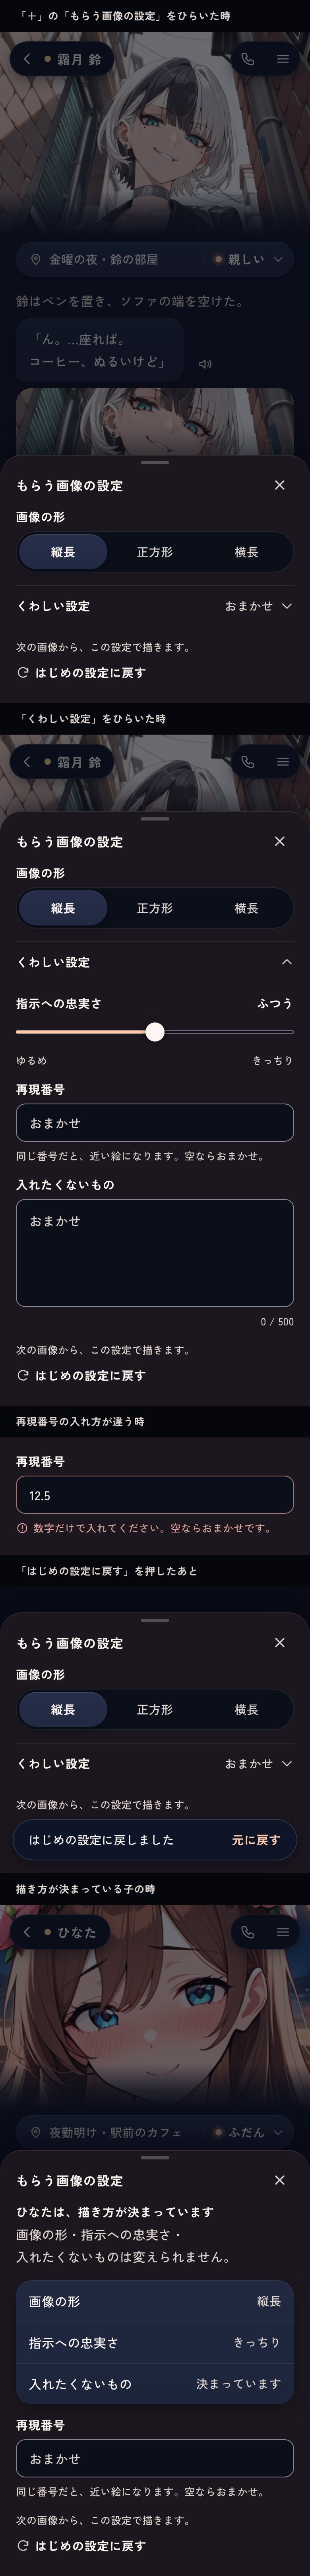 「＋」の「もらう画像の設定」をひらいた時
霜月 鈴
金曜の夜・鈴の部屋
親しい
鈴はペンを置き、ソファの端を空けた。
「ん。…座れば。
コーヒー、ぬるいけど」
もらう画像の設定
画像の形
縦長
正方形
横長
くわしい設定
おまかせ
次の画像から、この設定で描きます。
はじめの設定に戻す
「くわしい設定」をひらいた時
霜月 鈴
もらう画像の設定
画像の形
縦長
正方形
横長
くわしい設定
指示への忠実さ
ふつう
ゆるめ
きっちり
再現番号
おまかせ
同じ番号だと、近い絵になります。空ならおまかせ。
入れたくないもの
おまかせ
0 / 500
次の画像から、この設定で描きます。
はじめの設定に戻す
再現番号の入れ方が違う時
再現番号
12.5
数字だけで入れてください。空ならおまかせです。
「はじめの設定に戻す」を押したあと
もらう画像の設定
画像の形
縦長
正方形
横長
くわしい設定
おまかせ
次の画像から、この設定で描きます。
はじめの設定に戻しました
元に戻す
描き方が決まっている子の時
ひなた
夜勤明け・駅前のカフェ
ふだん
もらう画像の設定
ひなたは、描き方が決まっています
画像の形・指示への忠実さ・
入れたくないものは変えられません。
画像の形
縦長
指示への忠実さ
きっちり
入れたくないもの
決まっています
再現番号
おまかせ
同じ番号だと、近い絵になります。空ならおまかせ。
次の画像から、この設定で描きます。
はじめの設定に戻す